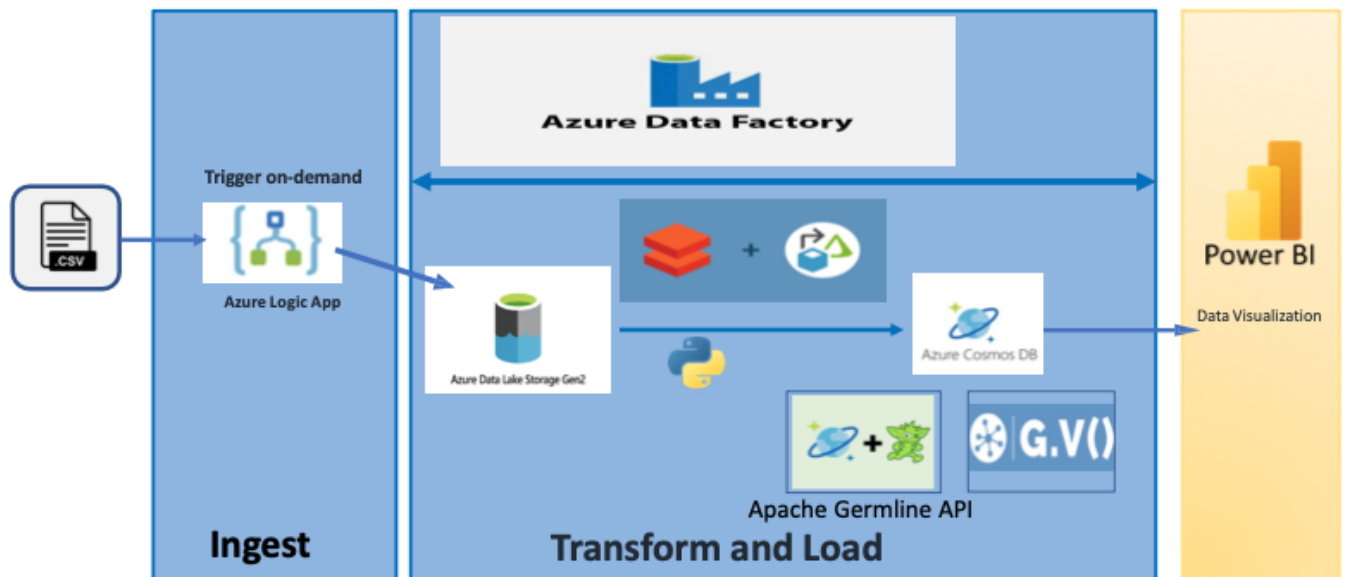 Azure Data Factory
Trigger on-demand
.CSV
Azure Logic App
+
Azure Data Lake Storage Gen2
Azure Cosmos DB
Power BI
Data Visualization
+
G.V()
Apache Germline API
Ingest
Transform and Load